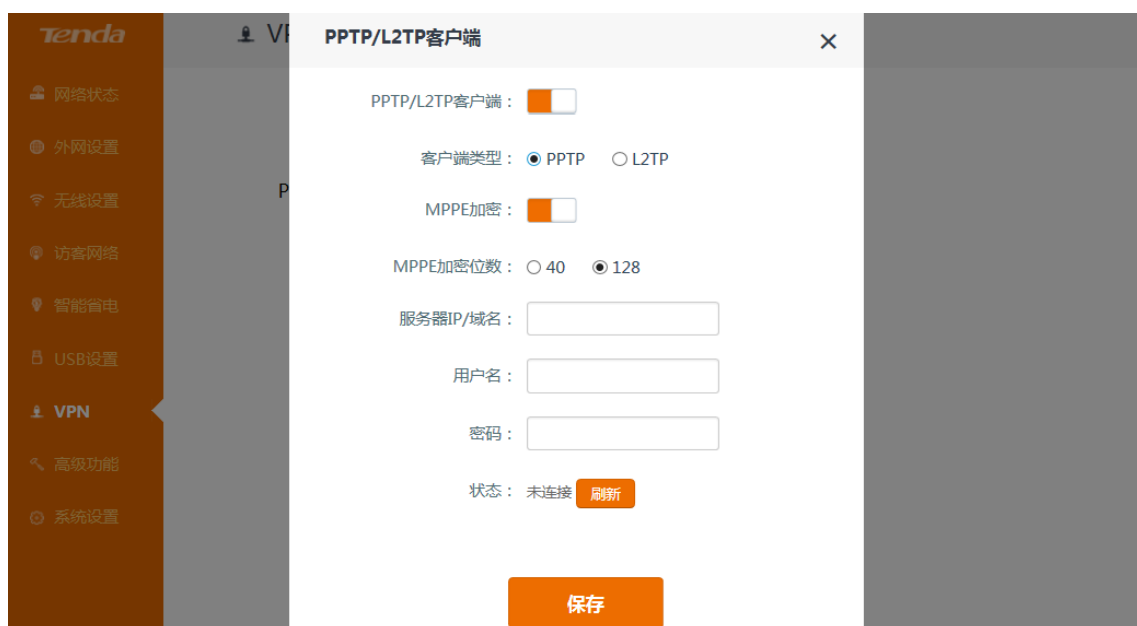 Tenda
VP
PPTP/L2TP客户端
网络状态
外网设置
无线设置
访客网络
智能省电
USB设置
VPN
高级功能
系统设置
P
PPTP/L2TP客户端：
客户端类型： PPTP L2TP
MPPE加密：
MPPE加密位数： 40 128
服务器IP/域名：
用户名：
密码：
状态： 未连接 刷新
保存